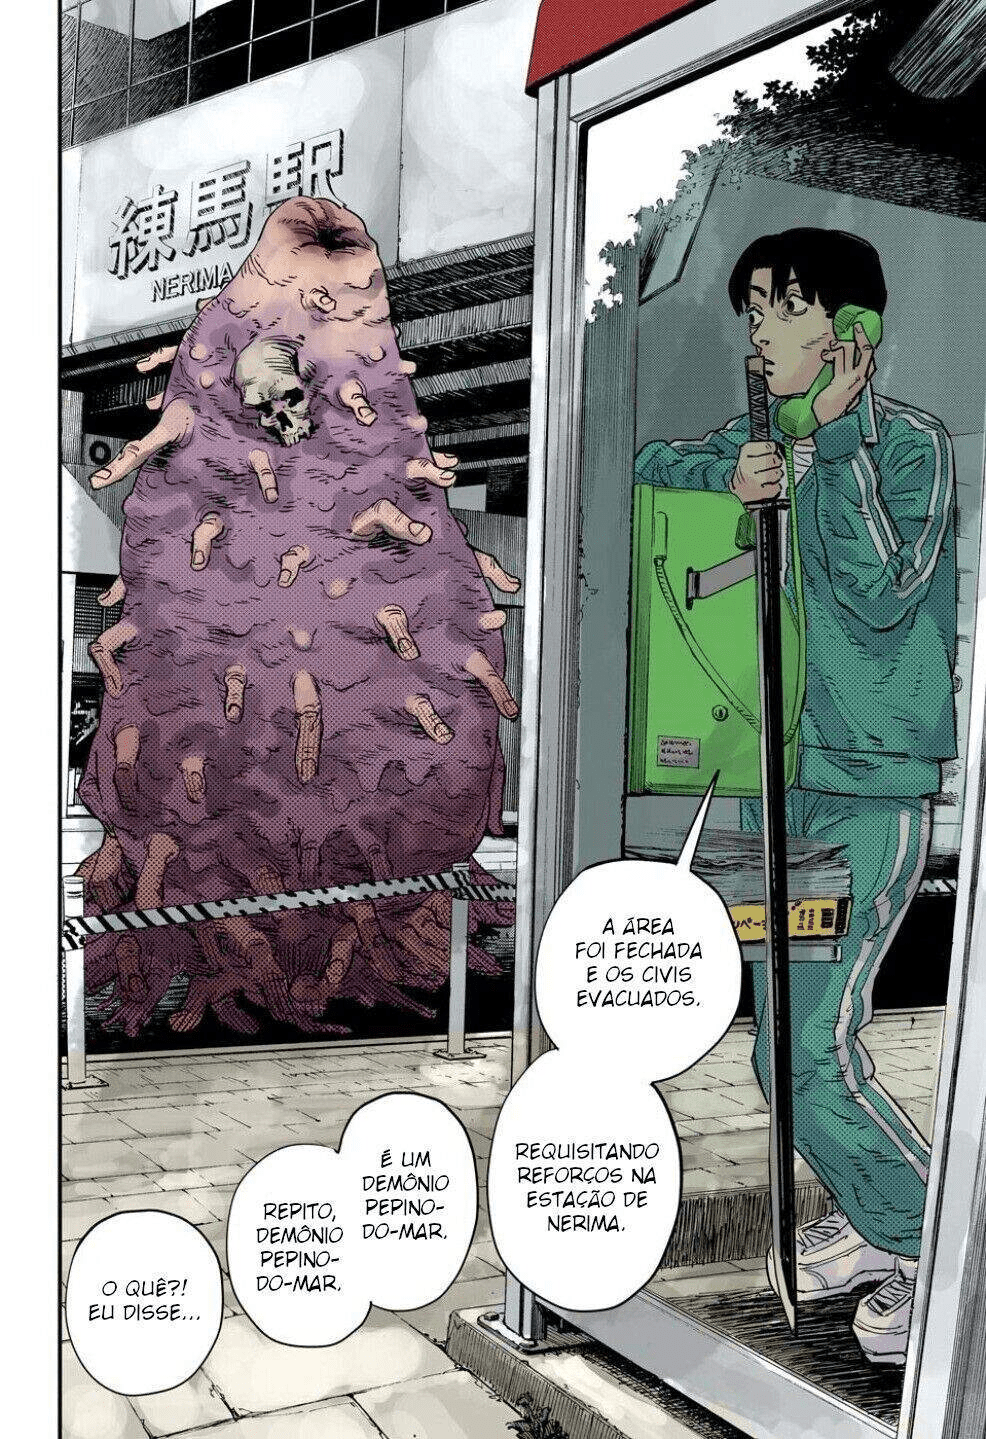 練馬駅
NERIMA
A ÁREA
FOI FECHADA
E OS CIVIS
EVACUADOS.
REQUISITANDO
REFORÇOS NA
ESTAÇÃO DE
NERIMA.
É UM
DEMÔNIO
PEPINO-
DO-MAR.
REPITO,
DEMÔNIO
PEPINO-
DO-MAR.
O QUÊ?!
EU DISSE...